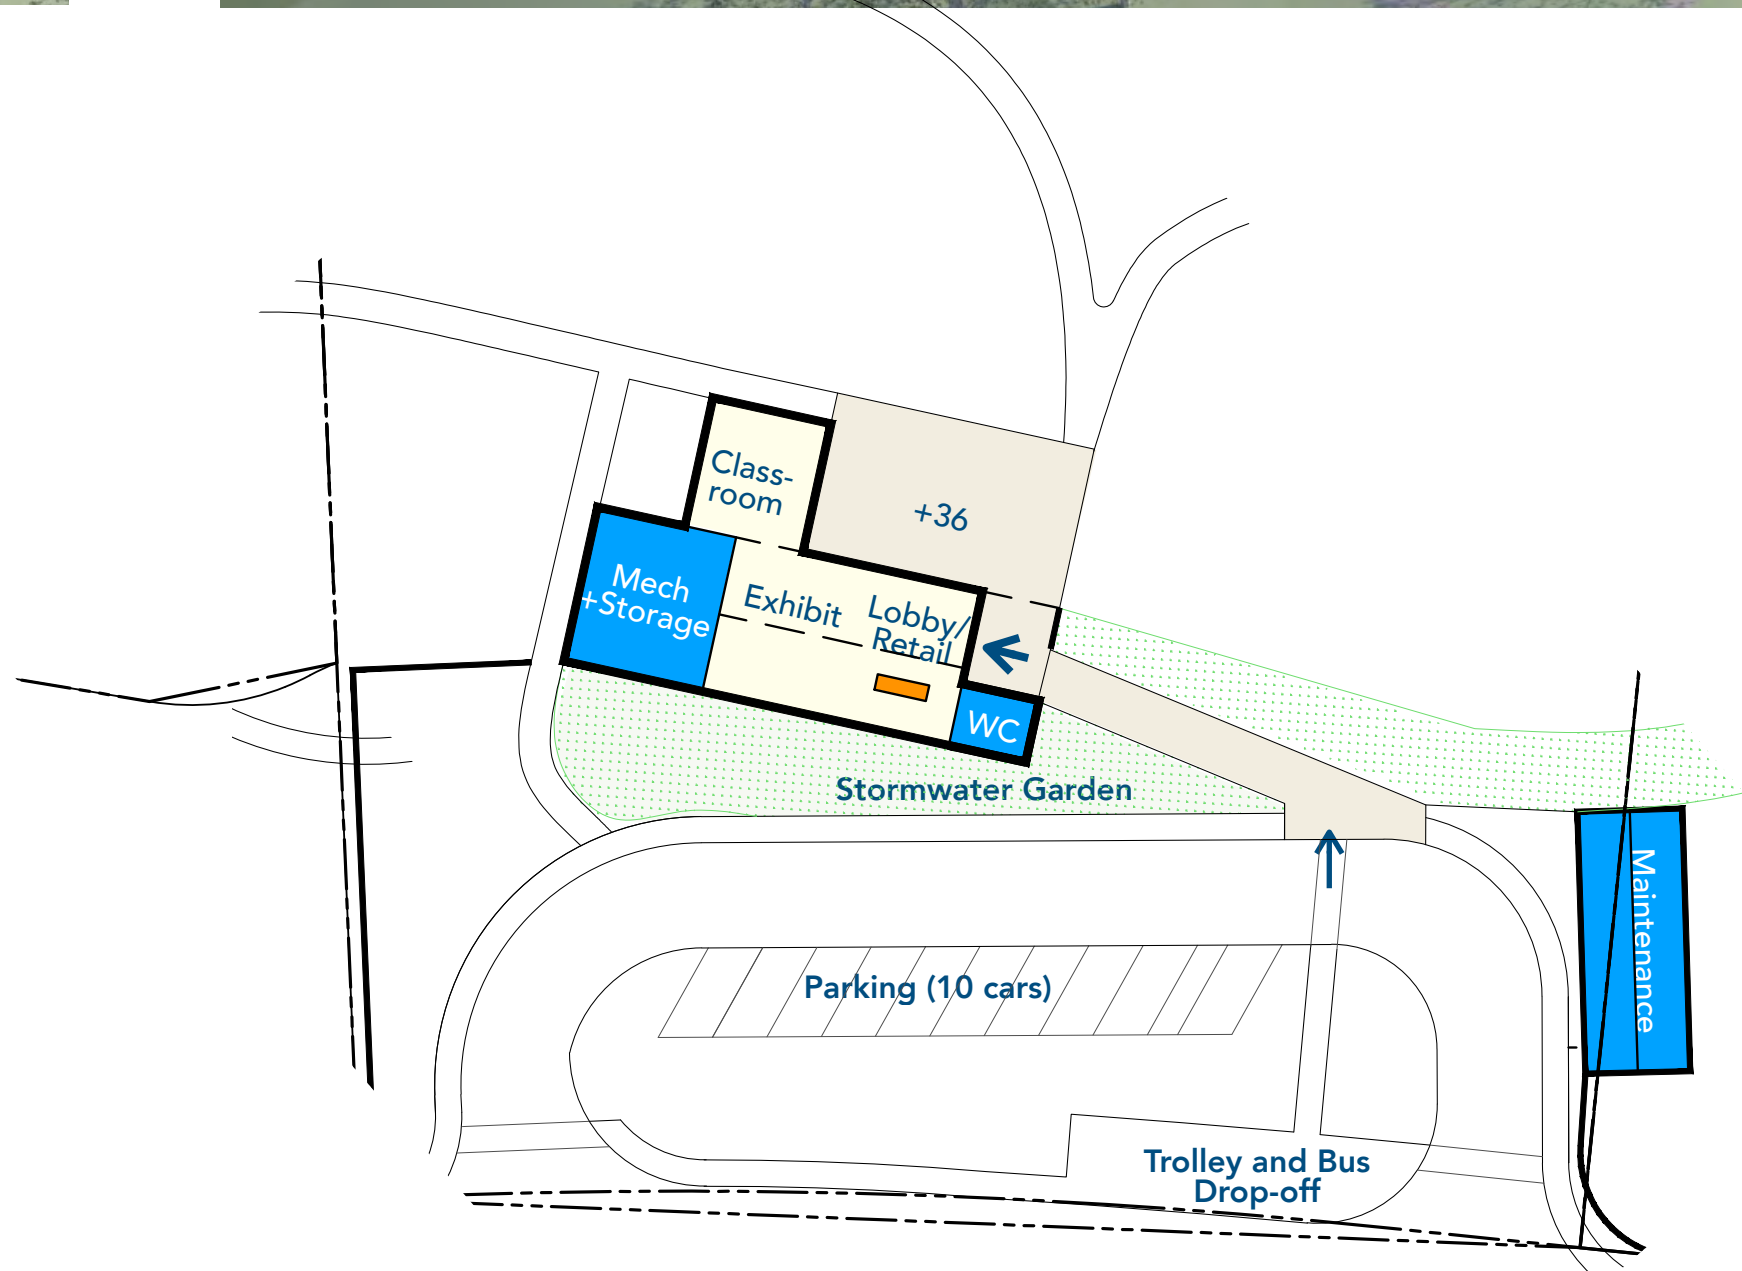 Class-
room
+36
Mech
+Storage
Exhibit
Lobby/
Retail
WC
Stormwater Garden
Maintenance
Parking (10 cars)
Trolley and Bus
Drop-off